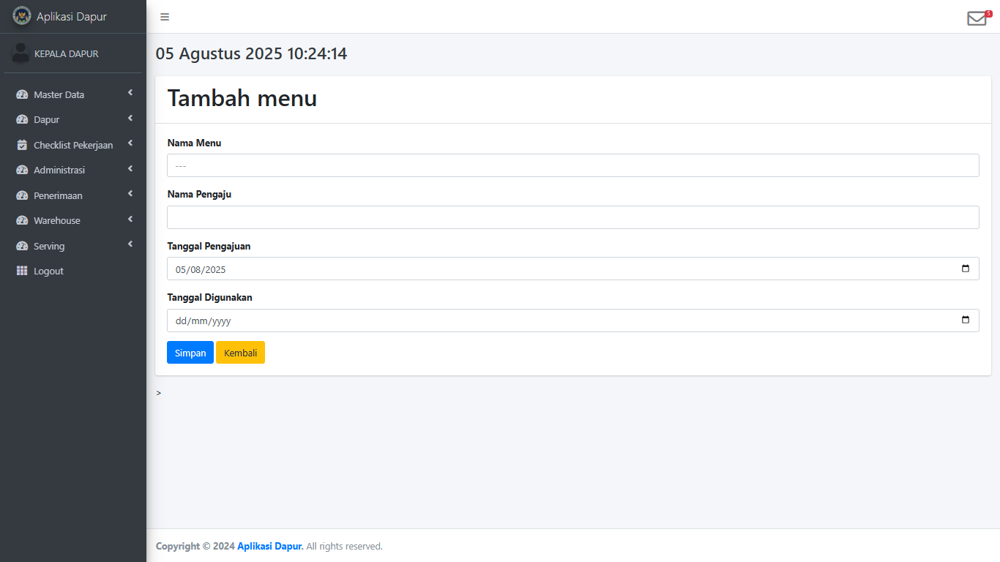 Aplikasi Dapur
5
KEPALA DAPUR
Master Data
Dapur
Checklist Pekerjaan
Administrasi
Penerimaan
Warehouse
Serving
Logout
05 Agustus 2025 10:24:14
Tambah menu
Nama Menu
---
Nama Pengaju
Tanggal Pengajuan
05/08/2025
Tanggal Digunakan
dd/mm/yyyy
Simpan Kembali
>
Copyright © 2024 Aplikasi Dapur. All rights reserved.